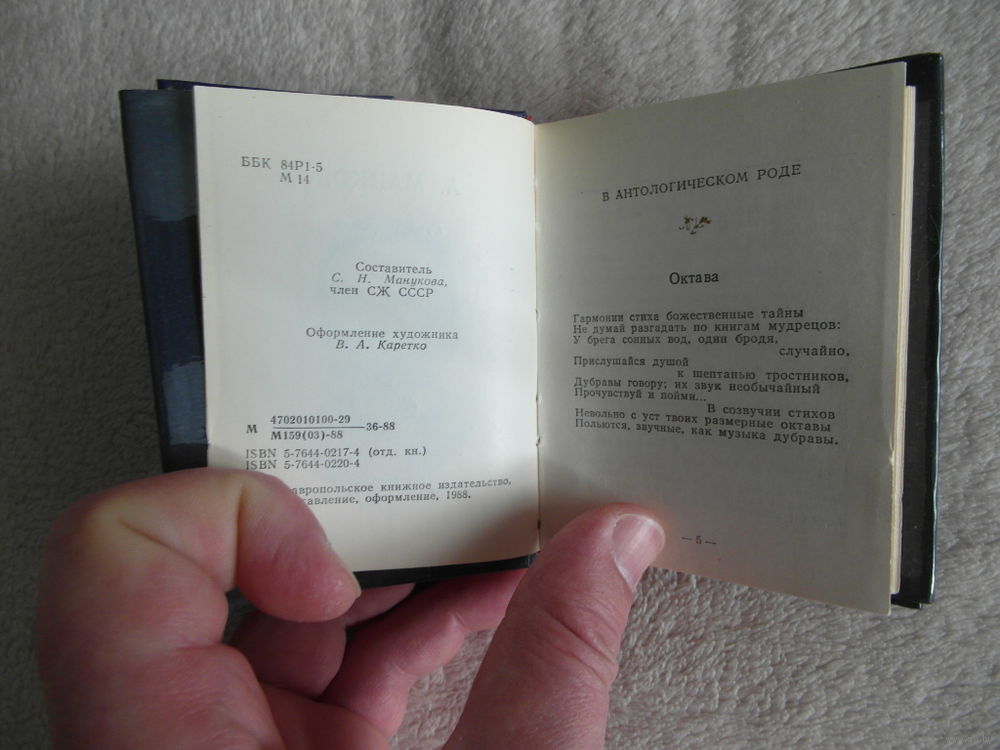 ББК 84Р1-5
М 14
Составитель
С. Н. Манукова,
член СЖ СССР
Оформление художника
В. А. Каретко
М 4702010100-29
М159(03)-88 36-88
ISBN 5-7644-0217-4 (отд. кн.)
ISBN 5-7644-0220-4
книжное издательство,
оформление, 1988.
В АНТОЛОГИЧЕСКОМ РОДЕ
Октава
Гармонии стиха божественные тайны
Не думай разгадать по книгам мудрецов:
У брега сонных вод, один бродя,
случайно,
Прислушайся душой
к шептанью тростников,
Дубравы говору; их звук необычайный
Прочувствуй и пойми...
В созвучии стихов
Невольно с уст твоих размерные октавы
Польются, звучные, как музыка дубравы.
— 5 —